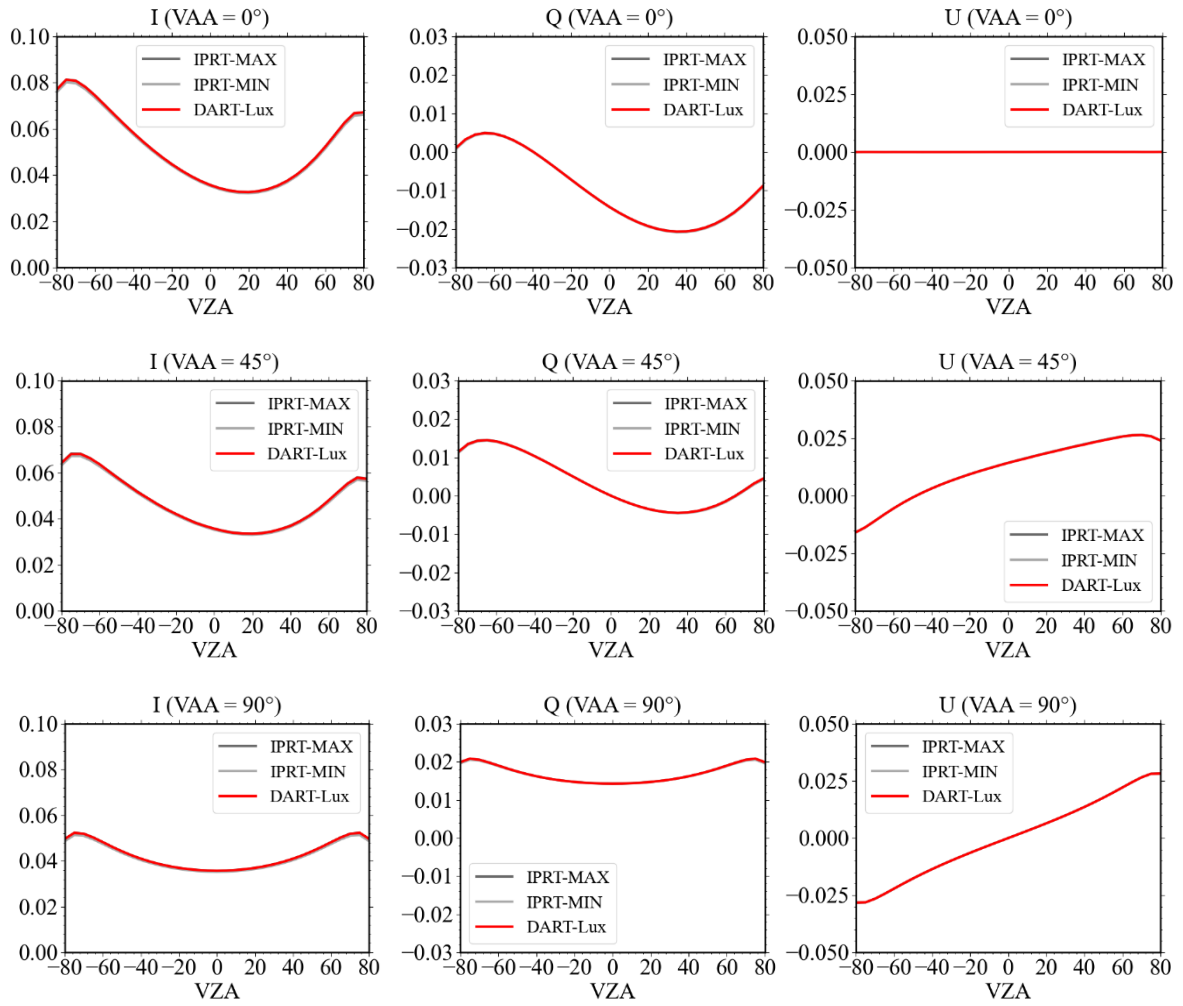 I (VAA = 0°)
0.10
0.08
0.06
0.04
0.02
0.00
IPRT-MAX
IPRT-MIN
DART-Lux
−80 −60 −40 −20 0 20 40 60 80
VZA
Q (VAA = 0°)
0.03
0.02
0.01
0.00
−0.01
−0.02
−0.03
IPRT-MAX
IPRT-MIN
DART-Lux
−80 −60 −40 −20 0 20 40 60 80
VZA
U (VAA = 0°)
0.050
0.025
0.000
−0.025
−0.050
IPRT-MAX
IPRT-MIN
DART-Lux
−80 −60 −40 −20 0 20 40 60 80
VZA
I (VAA = 45°)
0.10
0.08
0.06
0.04
0.02
0.00
IPRT-MAX
IPRT-MIN
DART-Lux
−80 −60 −40 −20 0 20 40 60 80
VZA
Q (VAA = 45°)
0.03
0.02
0.01
0.00
−0.01
−0.02
−0.03
IPRT-MAX
IPRT-MIN
DART-Lux
−80 −60 −40 −20 0 20 40 60 80
VZA
U (VAA = 45°)
0.050
0.025
0.000
−0.025
−0.050
IPRT-MAX
IPRT-MIN
DART-Lux
−80 −60 −40 −20 0 20 40 60 80
VZA
I (VAA = 90°)
0.10
0.08
0.06
0.04
0.02
0.00
IPRT-MAX
IPRT-MIN
DART-Lux
−80 −60 −40 −20 0 20 40 60 80
VZA
Q (VAA = 90°)
0.03
0.02
0.01
0.00
−0.01
−0.02
−0.03
IPRT-MAX
IPRT-MIN
DART-Lux
−80 −60 −40 −20 0 20 40 60 80
VZA
U (VAA = 90°)
0.050
0.025
0.000
−0.025
−0.050
IPRT-MAX
IPRT-MIN
DART-Lux
−80 −60 −40 −20 0 20 40 60 80
VZA